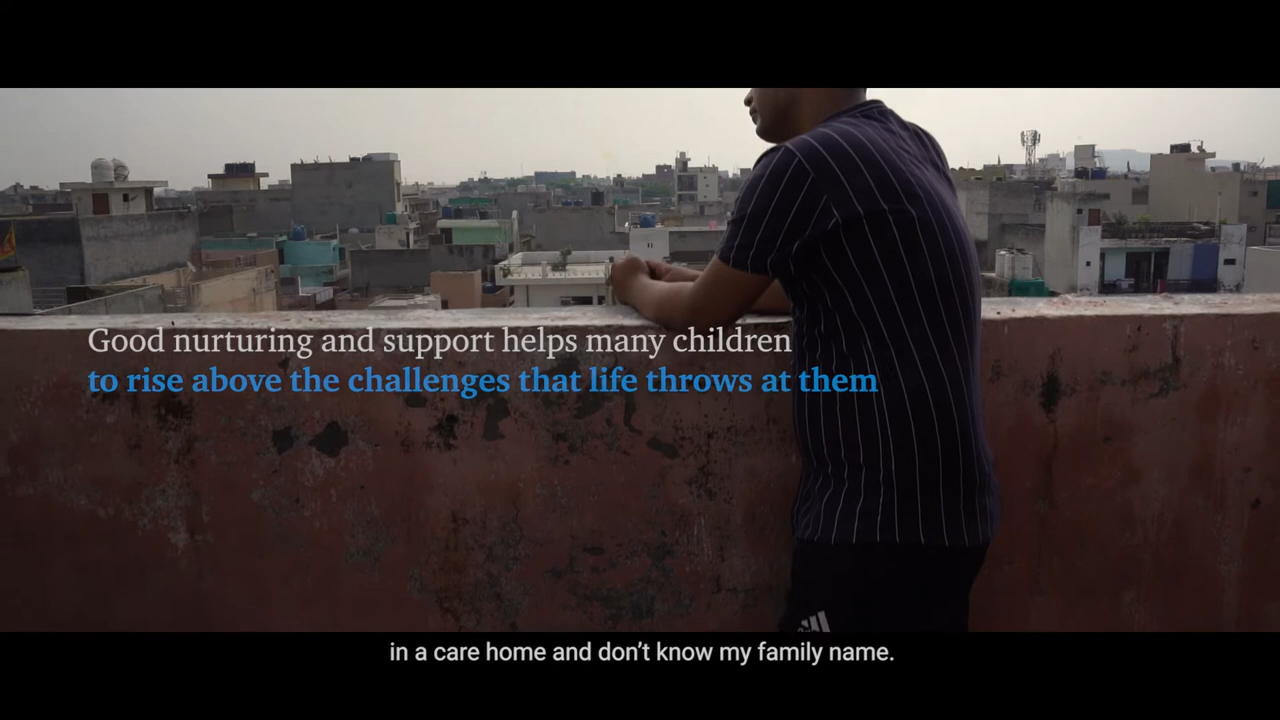 Good nurturing and support helps many children
to rise above the challenges that life throws at them
in a care home and don't know my family name.